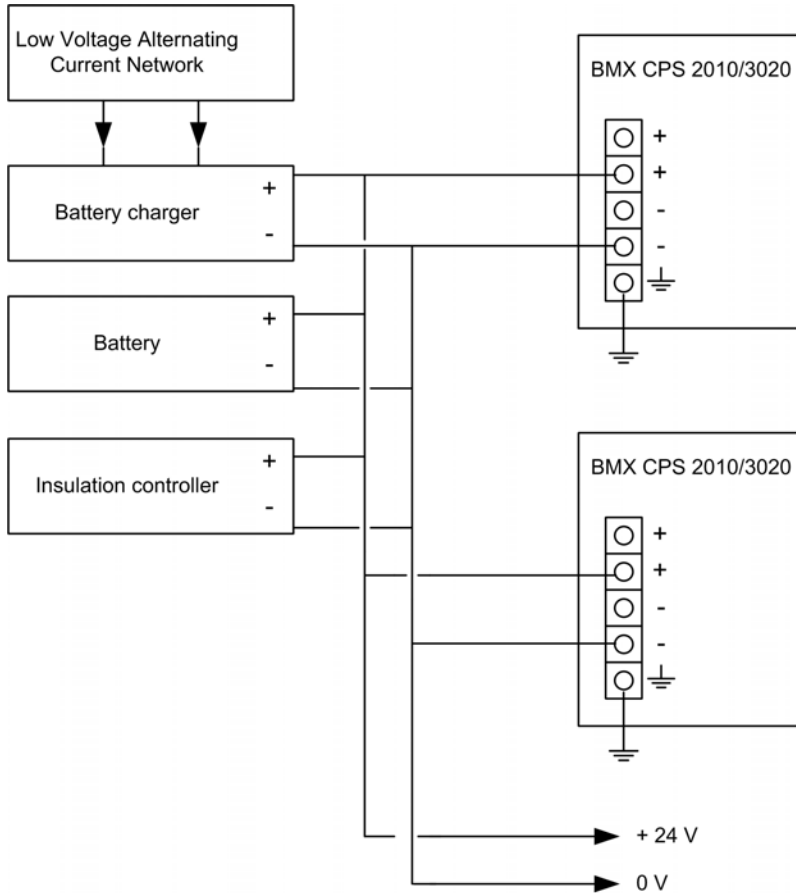 Low Voltage Alternating
Current Network
Battery charger
+
-
Battery
+
-
Insulation controller
+
-
BMX CPS 2010/3020
+
+
-
-
BMX CPS 2010/3020
+
+
-
-
+ 24 V
0 V